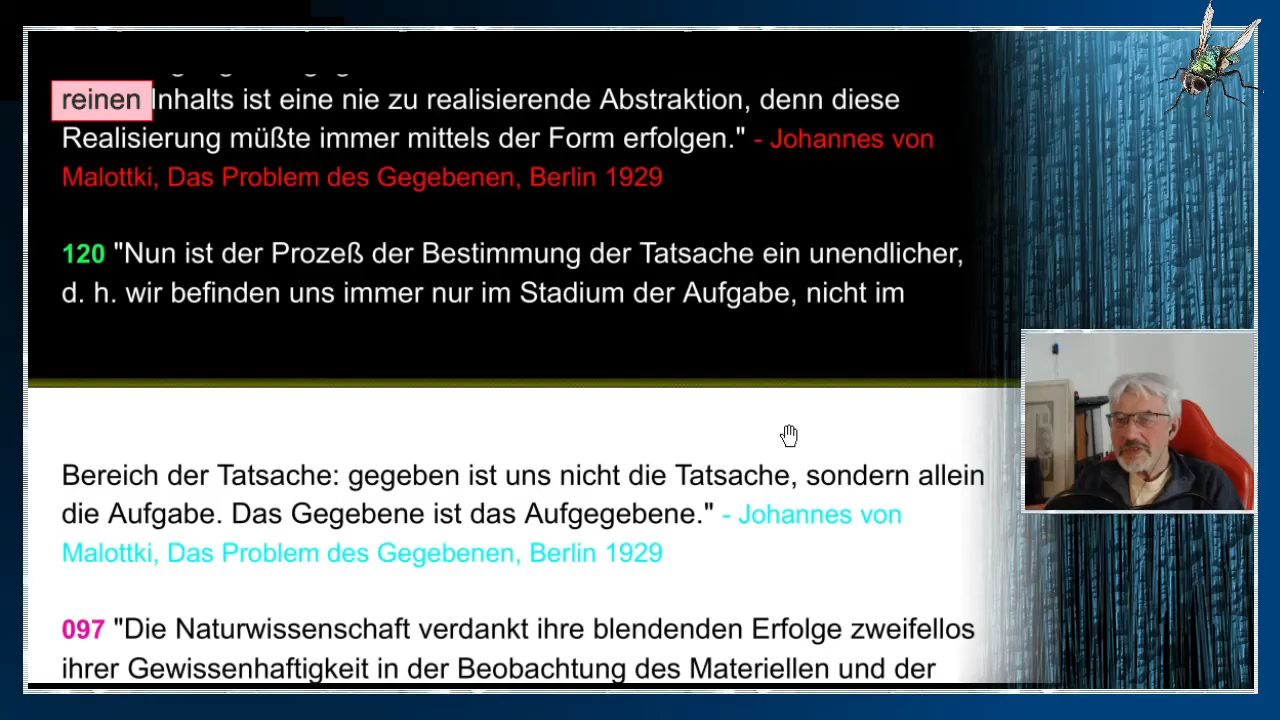 reinen Inhalts ist eine nie zu realisierende Abstraktion, denn diese
Realisierung müßte immer mittels der Form erfolgen." - Johannes von
Malottki, Das Problem des Gegebenen, Berlin 1929
120 "Nun ist der Prozeß der Bestimmung der Tatsache ein unendlicher,
d. h. wir befinden uns immer nur im Stadium der Aufgabe, nicht im
Bereich der Tatsache: gegeben ist uns nicht die Tatsache, sondern allein
die Aufgabe. Das Gegebene ist das Aufgegebene." - Johannes von
Malottki, Das Problem des Gegebenen, Berlin 1929
097 "Die Naturwissenschaft verdankt ihre blendenden Erfolge zweifellos
ihrer Gewissenhaftigkeit in der Beobachtung des Materiellen und der